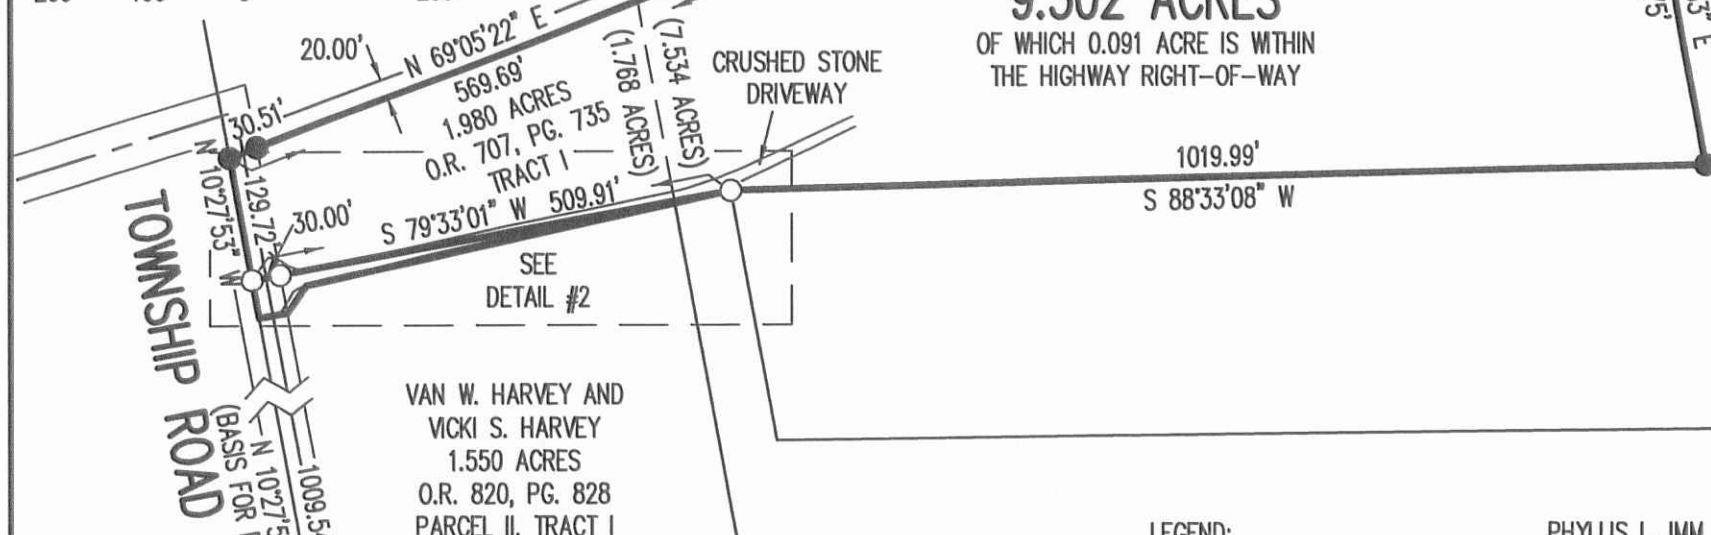 9.302 ACRES
OF WHICH 0.091 ACRE IS WITHIN
THE HIGHWAY RIGHT-OF-WAY
20.00'
N 69°05'22" E
569.69'
1.980 ACRES
O.R. 707, PG. 735
TRACT I
(1.768 ACRES)
(7.534 ACRES)
CRUSHED STONE
DRIVEWAY
30.51'
N 10°27'53" W
129.72'
30.00'
S 79°33'01" W 509.91'
1019.99'
S 88°33'08" W
SEE
DETAIL #2
TOWNSHIP ROAD
(BASIS FOR
N 10°27'5
1009.54
VAN W. HARVEY AND
VICKI S. HARVEY
1.550 ACRES
O.R. 820, PG. 828
PARCEL II, TRACT I
LEGEND:
PHYLLIS L. IMM